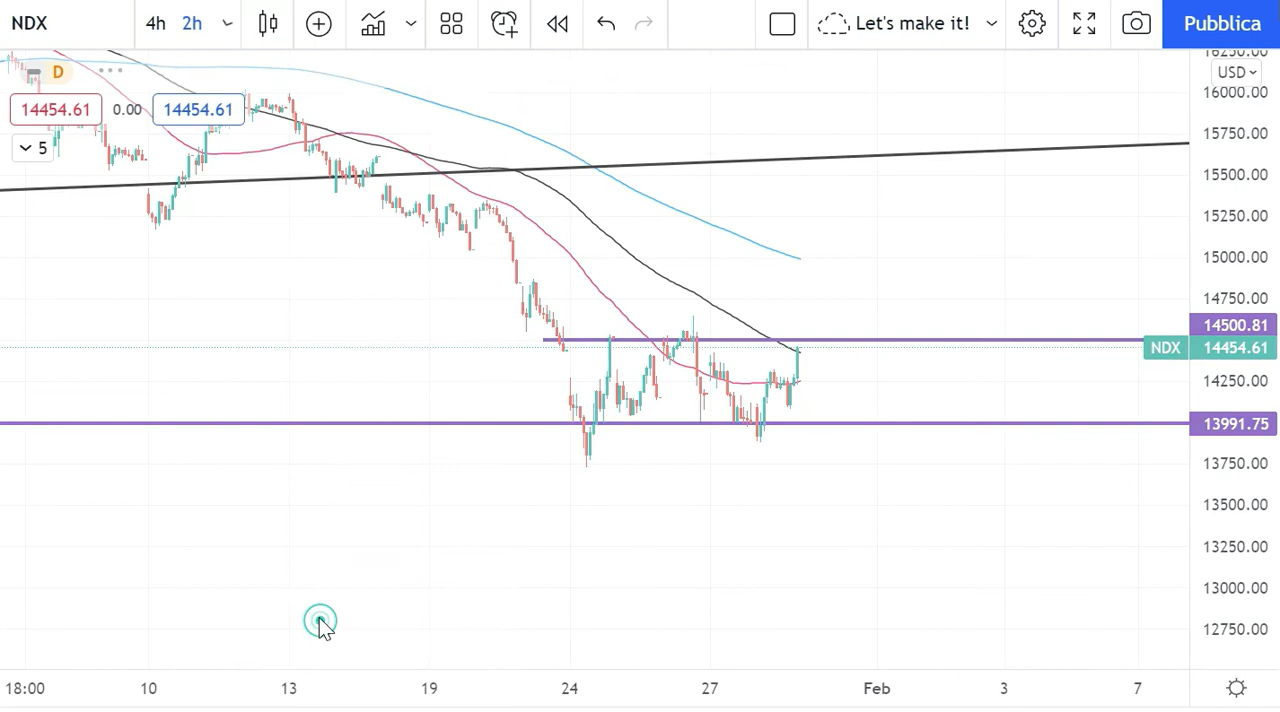 NDX 4h 2h Let's make it! Pubblica
D
USD
14454.61 0.00 14454.61
5
16250.00
16000.00
15750.00
15500.00
15250.00
15000.00
14750.00
14500.81
NDX 14454.61
14250.00
13991.75
13750.00
13500.00
13250.00
13000.00
12750.00
18:00 10 13 19 24 27 Feb 3 7